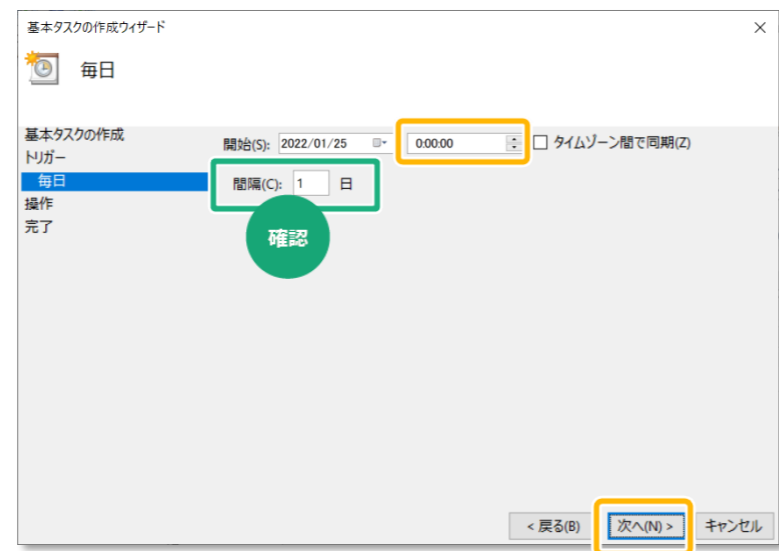 基本タスクの作成ウィザード
毎日
基本タスクの作成
トリガー
毎日
操作
完了
開始(S): 2022/01/25 0:00:00 タイムゾーン間で同期(Z)
間隔(C): 1 日
確認
< 戻る(B) 次へ(N) > キャンセル